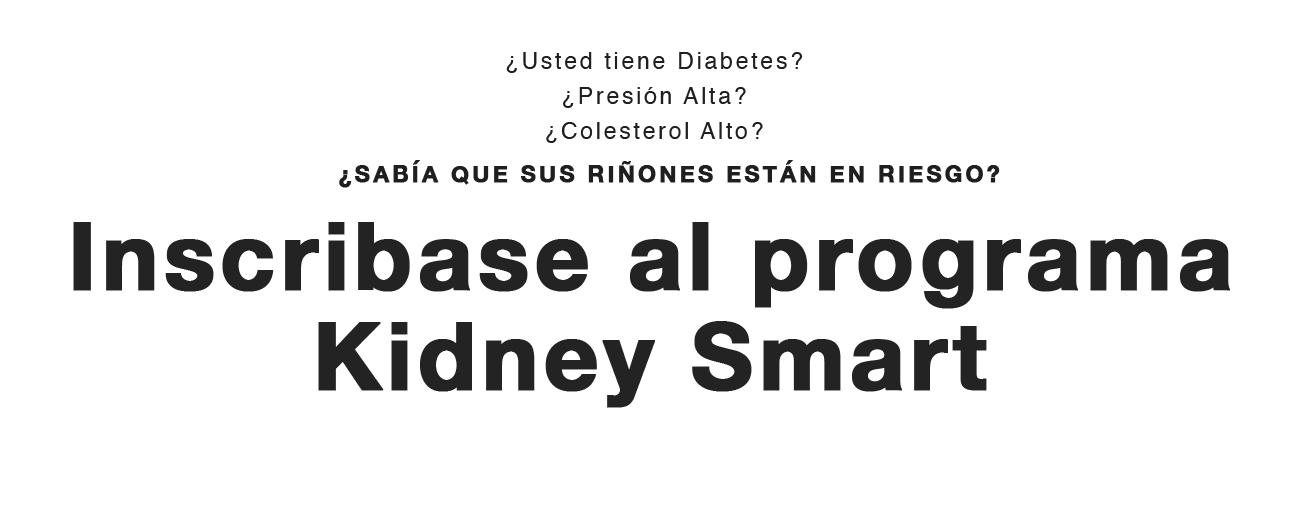 ¿Usted tiene Diabetes?
¿Presión Alta?
¿Colesterol Alto?
¿SABÍA QUE SUS RIÑONES ESTÁN EN RIESGO?
Inscribase al programa
Kidney Smart